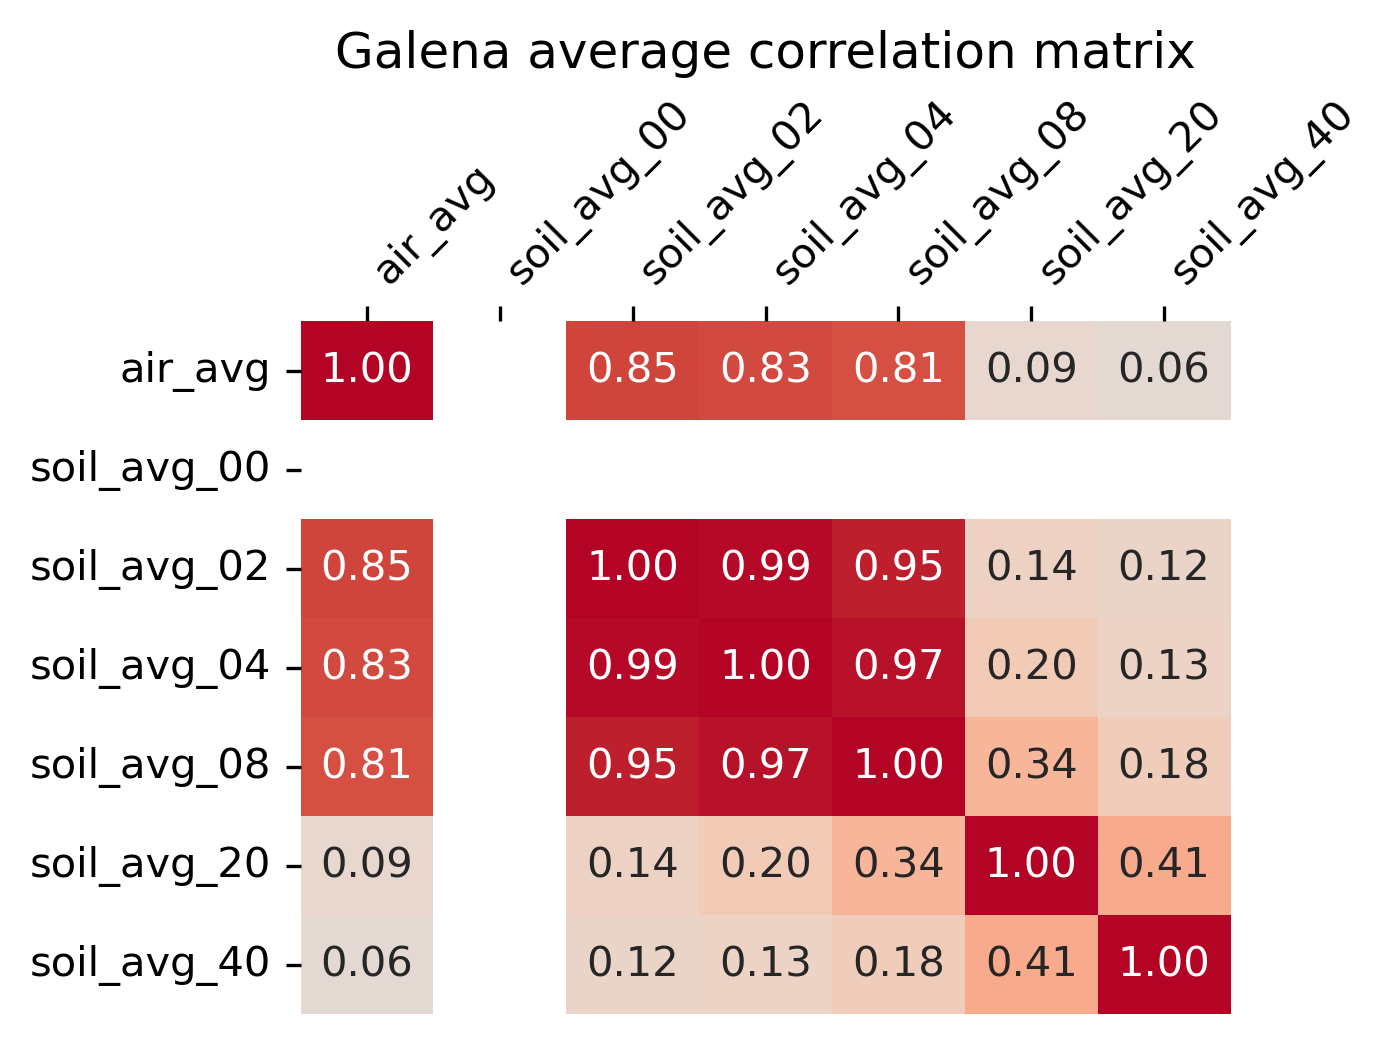 Galena average correlation matrix
air_avg soil_avg_00 soil_avg_02 soil_avg_04 soil_avg_08 soil_avg_20 soil_avg_40
air_avg 1.00 0.85 0.83 0.81 0.09 0.06
soil_avg_00
soil_avg_02 0.85 1.00 0.99 0.95 0.14 0.12
soil_avg_04 0.83 0.99 1.00 0.97 0.20 0.13
soil_avg_08 0.81 0.95 0.97 1.00 0.34 0.18
soil_avg_20 0.09 0.14 0.20 0.34 1.00 0.41
soil_avg_40 0.06 0.12 0.13 0.18 0.41 1.00